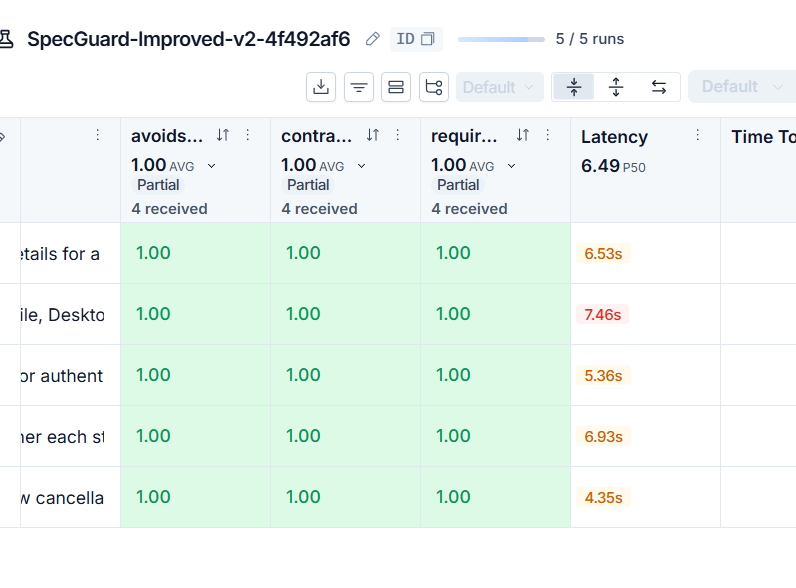 SpecGuard-Improved-v2-4f492af6 ID 5 / 5 runs
Default Default
avoids... contra... requir... Latency Time To
1.00 AVG 1.00 AVG 1.00 AVG 6.49 P50
Partial Partial Partial
4 received 4 received 4 received
etails for a 1.00 1.00 1.00 6.53s
ile, Deskto 1.00 1.00 1.00 7.46s
or authent 1.00 1.00 1.00 5.36s
her each st 1.00 1.00 1.00 6.93s
w cancella 1.00 1.00 1.00 4.35s